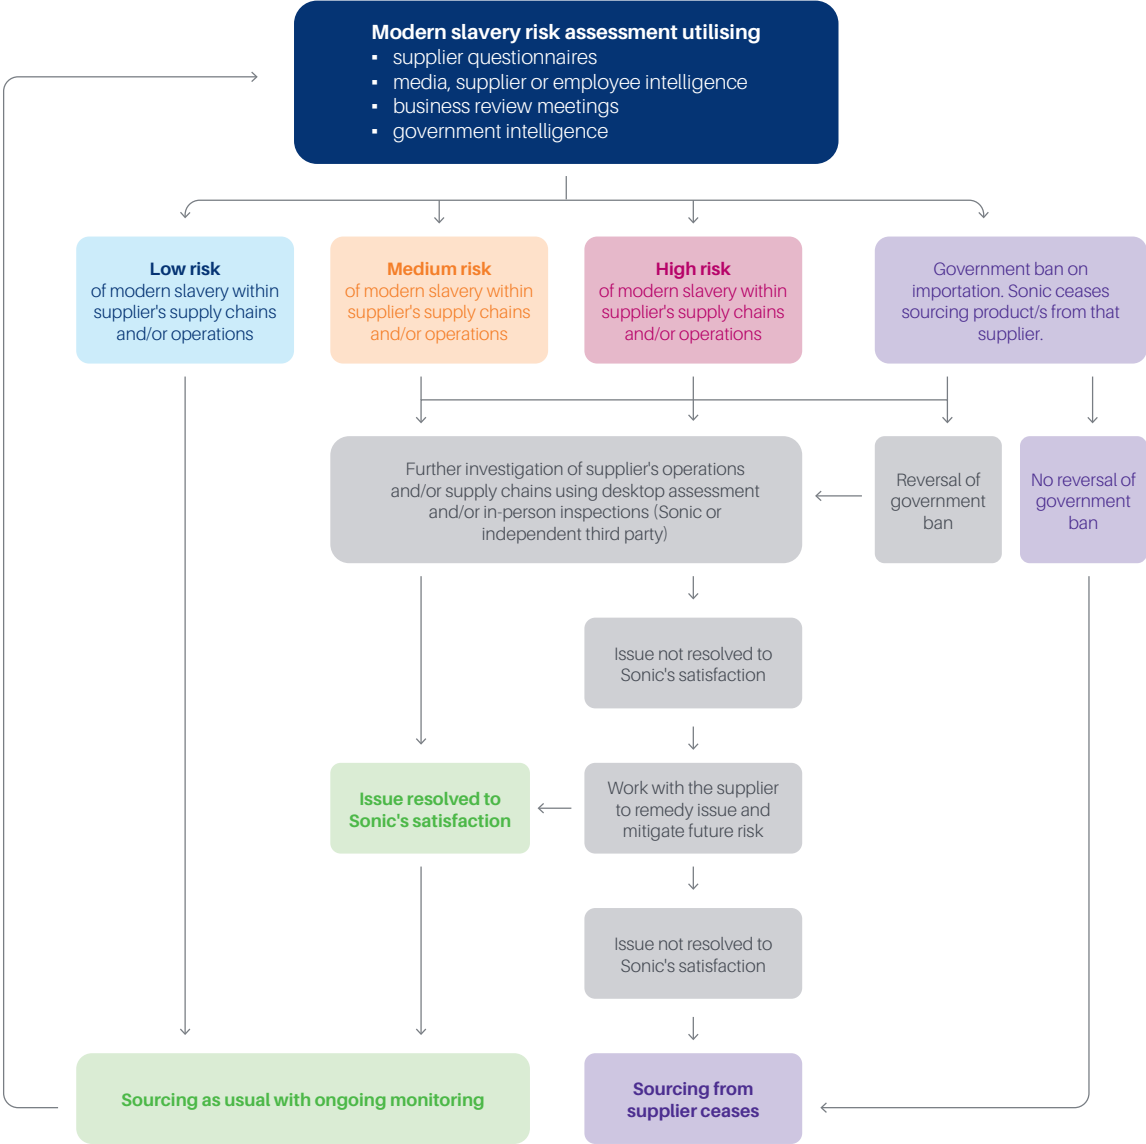 Modern slavery risk assessment utilising
▪ supplier questionnaires
▪ media, supplier or employee intelligence
▪ business review meetings
▪ government intelligence
Low risk
of modern slavery within
supplier's supply chains
and/or operations
Medium risk
of modern slavery within
supplier's supply chains
and/or operations
High risk
of modern slavery within
supplier's supply chains
and/or operations
Government ban on
importation. Sonic ceases
sourcing product/s from that
supplier.
Further investigation of supplier's operations
and/or supply chains using desktop assessment
and/or in-person inspections (Sonic or
independent third party)
Reversal of
government
ban
No reversal of
government
ban
Issue not resolved to
Sonic's satisfaction
Issue resolved to
Sonic's satisfaction
Work with the supplier
to remedy issue and
mitigate future risk
Issue not resolved to
Sonic's satisfaction
Sourcing as usual with ongoing monitoring
Sourcing from
supplier ceases